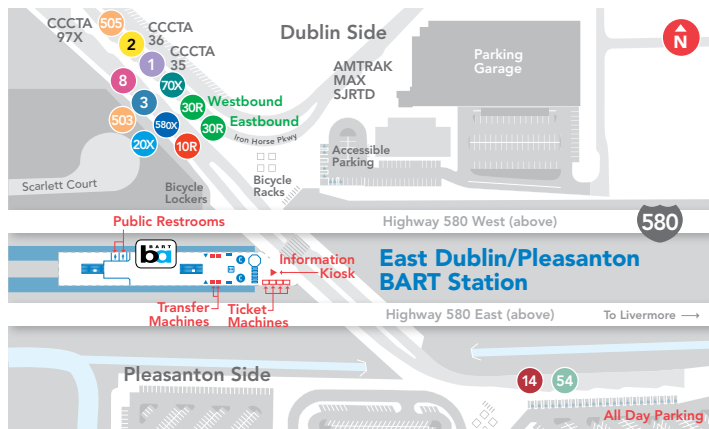 CCCTA
97X
505
2
CCCTA
36
1
CCCTA
35
8
70X
3
30R
Westbound
503
580X
30R
Eastbound
20X
10R
Iron Horse Pkwy
Dublin Side
AMTRAK
MAX
SJRTD
Parking
Garage
N
Accessible
Parking
Scarlett Court
Bicycle
Lockers
Bicycle
Racks
Highway 580 West (above)
580
Public Restrooms
BART
ba
Information
Kiosk
East Dublin/Pleasanton
BART Station
Transfer
Machines
Ticket
Machines
Highway 580 East (above)
To Livermore
Pleasanton Side
14
54
All Day Parking